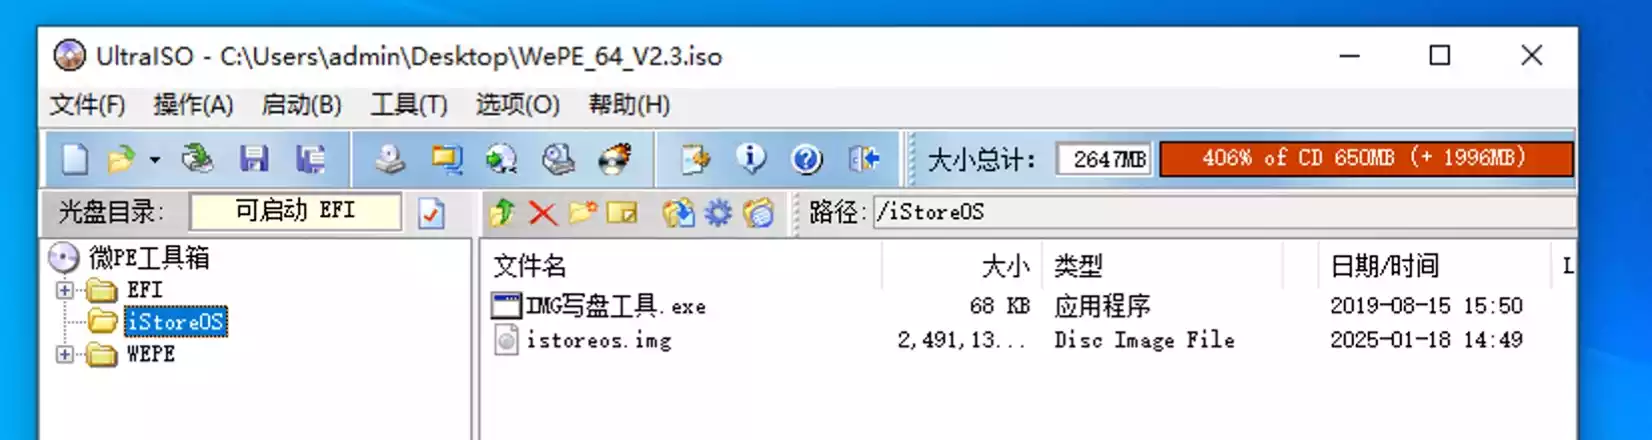 UltraISO - C:\Users\admin\Desktop\WePE_64_V2.3.iso
文件(F) 操作(A) 启动(B) 工具(T) 选项(O) 帮助(H)
大小总计: 2647MB 406% of CD 650MB (+ 1996MB)
光盘目录: 可启动 EFI 路径: /iStoreOS
微PE工具箱
EFI
iStoreOS
WEPE
文件名 大小 类型 日期/时间 L
IMG写盘工具.exe 68 KB 应用程序 2019-08-15 15:50
istoreos.img 2,491,13... Disc Image File 2025-01-18 14:49